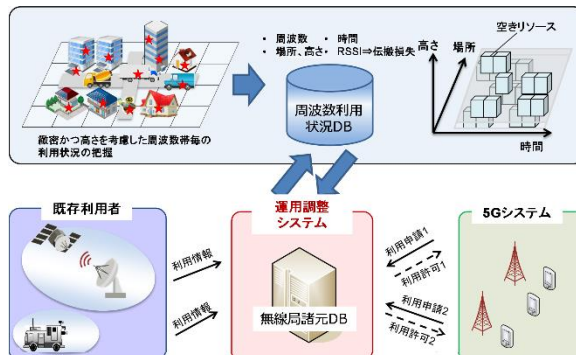 ・ 周波数 ・ 時間
・ 場所、高さ ・ RSSI⇒伝搬損失
周波数利用
状況DB
緻密かつ高さを考慮した周波数帯毎の
利用状況の把握
高さ
場所
空きリソース
時間
既存利用者
利用情報
利用情報
運用調整
システム
無線局諸元DB
5Gシステム
利用申請1
利用許可1
利用申請2
利用許可2